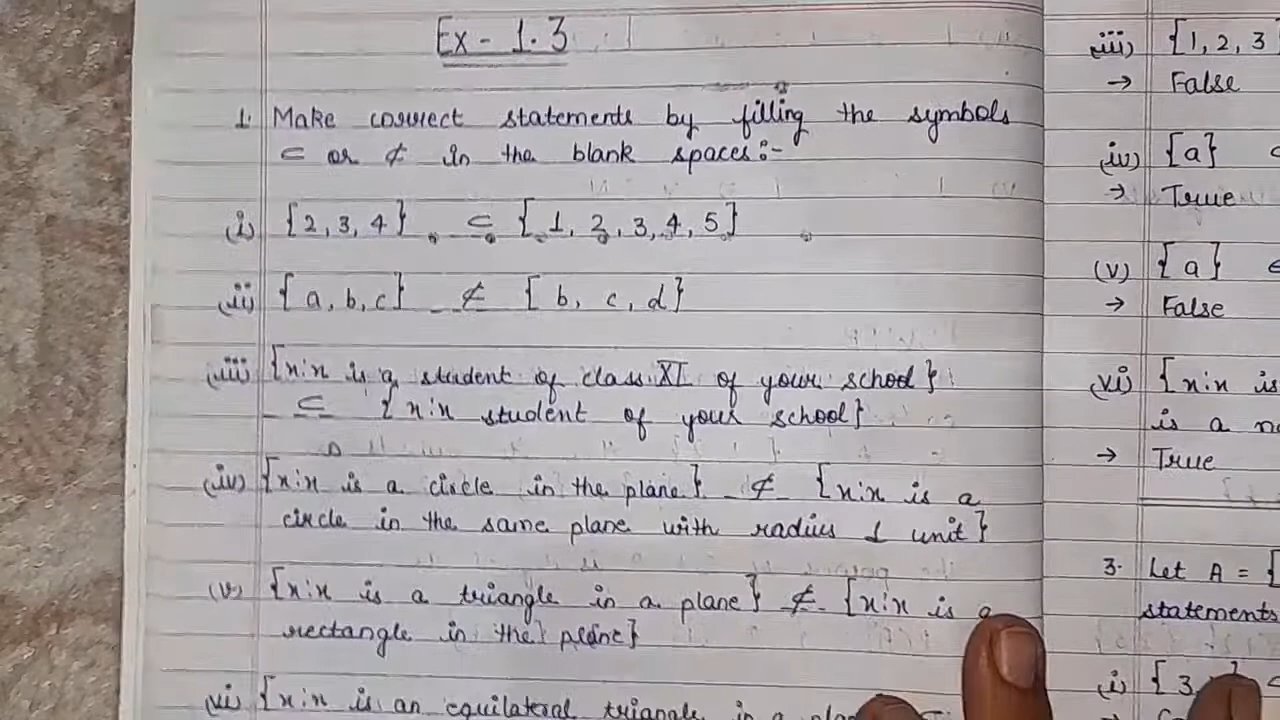 Ex - 1.3
1. Make correct statements by filling the symbols
⊂ or ⊄ in the blank spaces:-
(i) {2, 3, 4} ⊂ { 1, 2, 3, 4, 5}
(ii) { a, b, c} ⊄ { b, c, d}
(iii) {x:x is a student of class XI of your school}
⊂ {x:x student of your school}
(iv) {x:x is a circle in the plane} ⊄ {x:x is a
circle in the same plane with radius 1 unit}
(v) {x:x is a triangle in a plane} ⊄ {x:x is a
rectangle in the plane}
(vi) {x:x is an equilateral triangle in a
iii) {1, 2, 3
→ False
(iv) {a}
→ True
(v) {a}
→ False
(vi) {x:x is
is a
→ True
3. Let A = {
statements
(i) { 3,